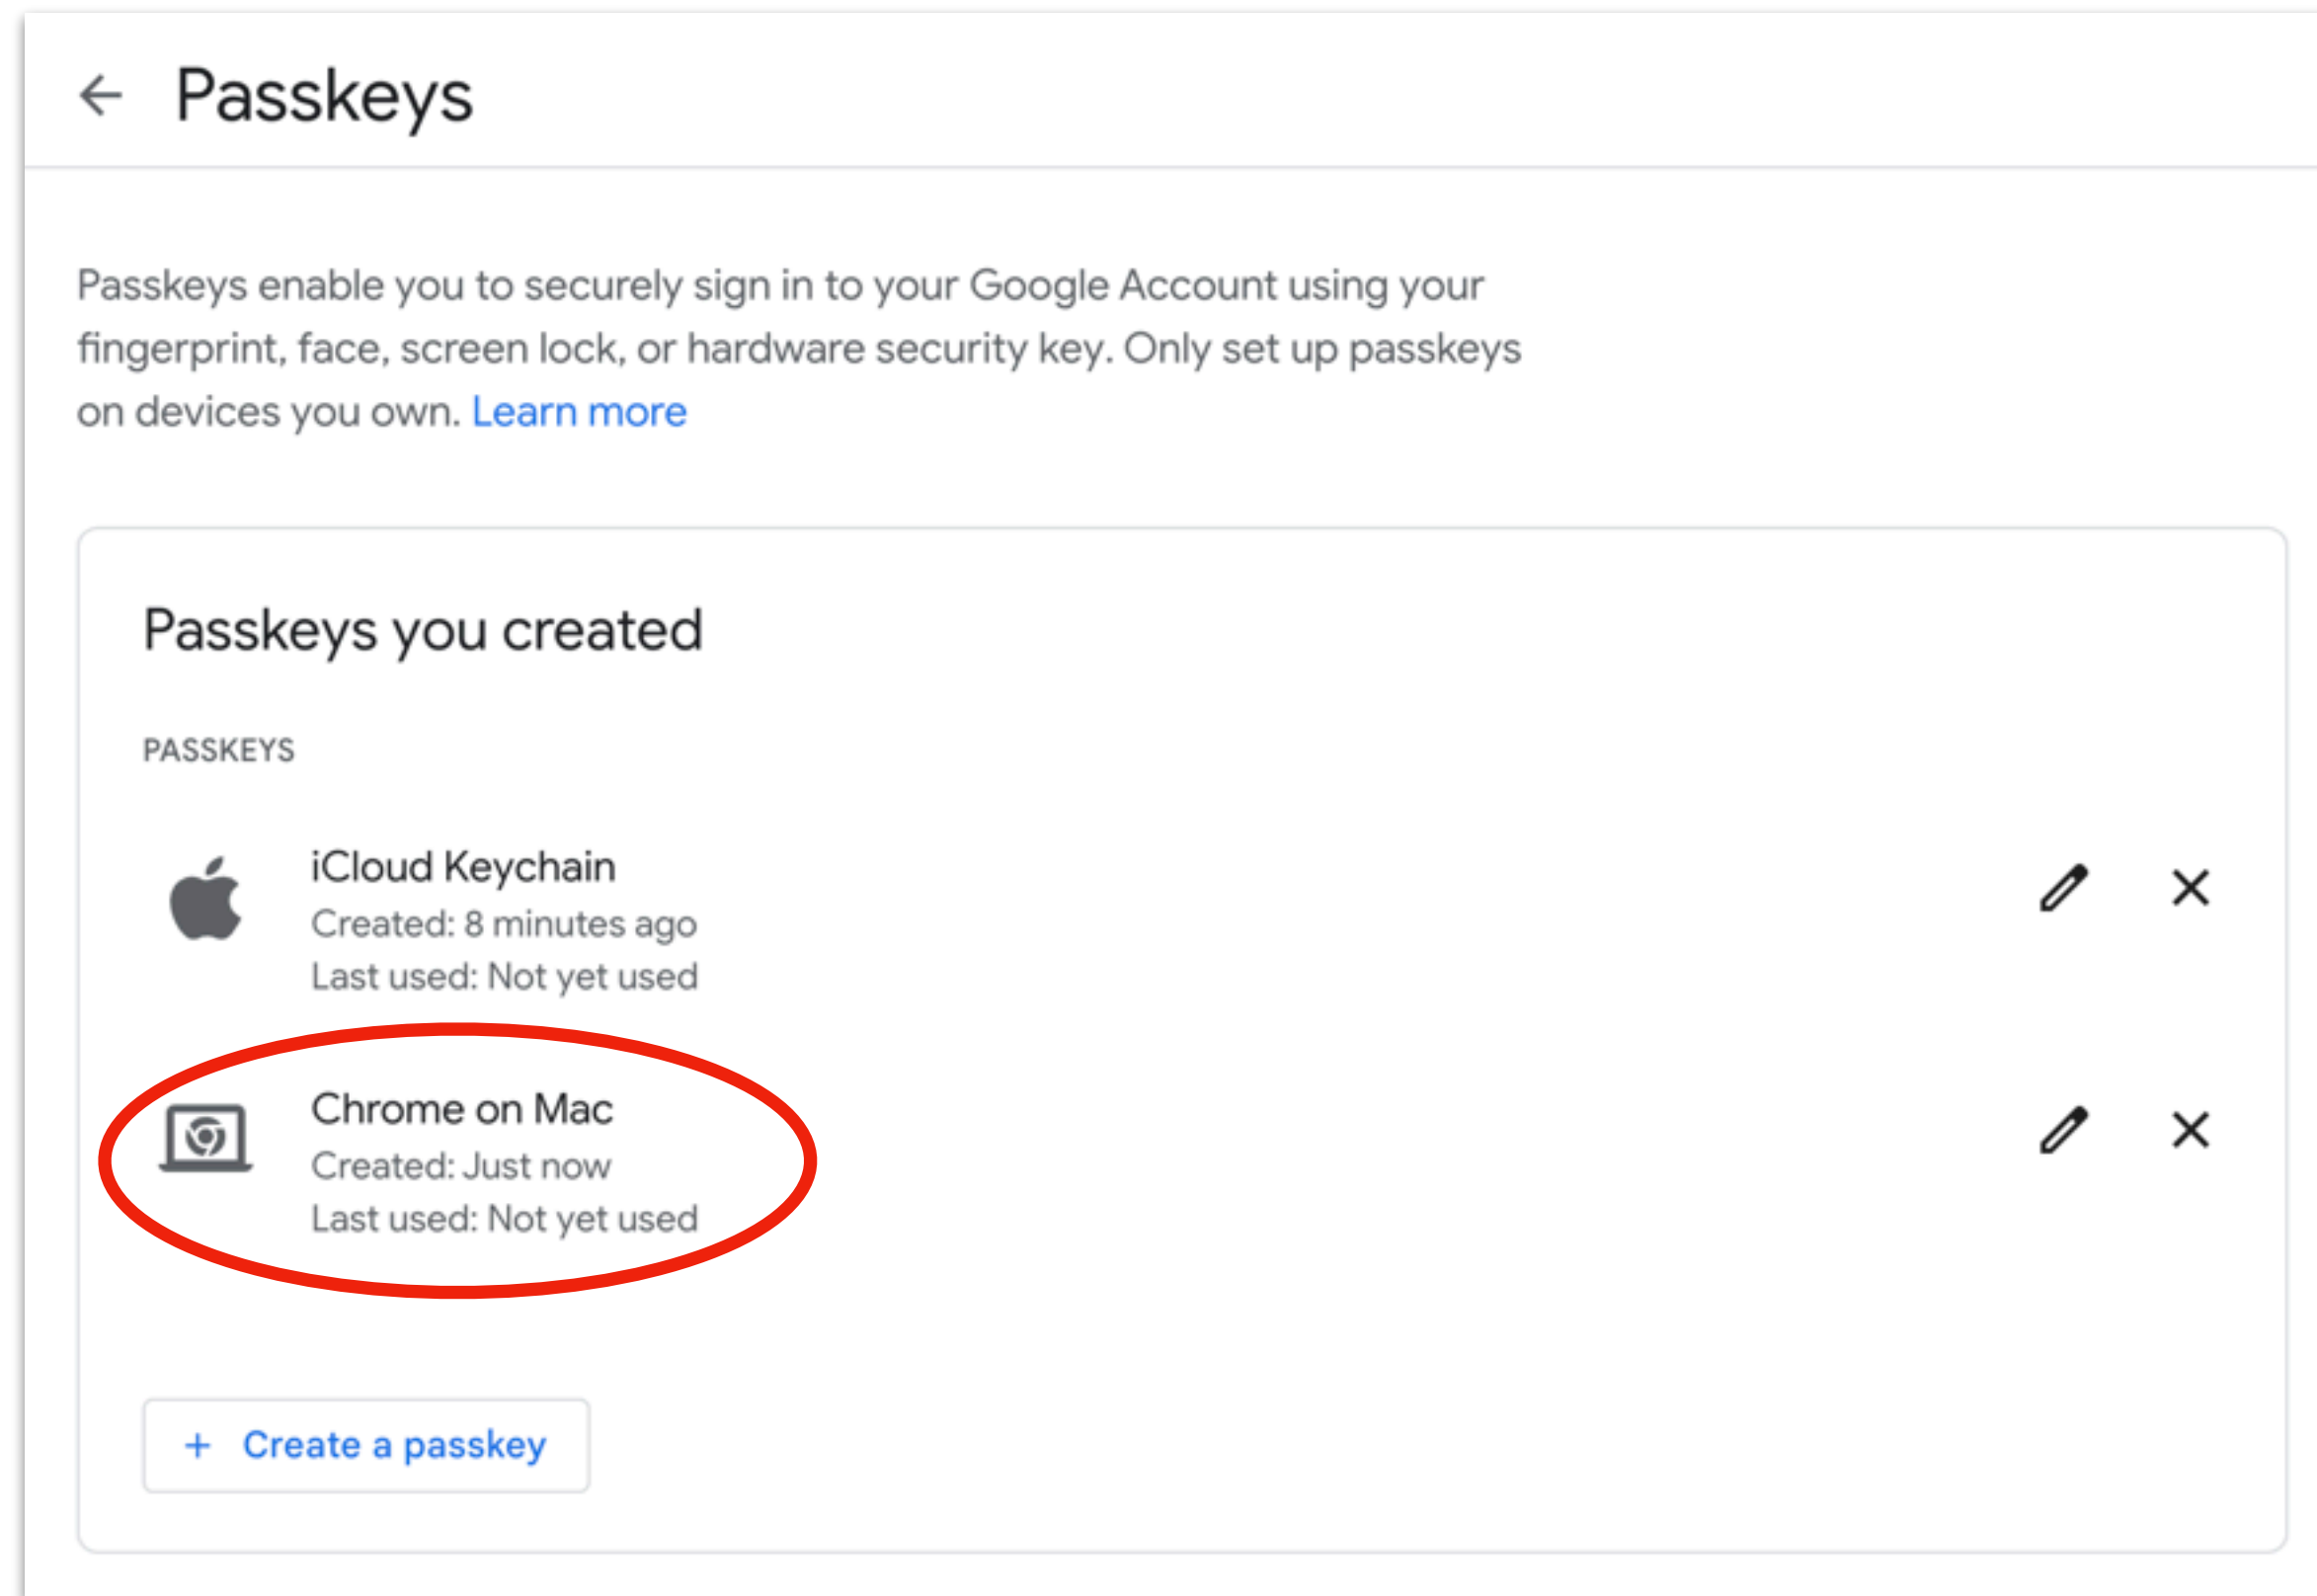 Passkeys
Passkeys enable you to securely sign in to your Google Account using your
fingerprint, face, screen lock, or hardware security key. Only set up passkeys
on devices you own. Learn more
Passkeys you created
PASSKEYS
iCloud Keychain
Created: 8 minutes ago
Last used: Not yet used
Chrome on Mac
Created: Just now
Last used: Not yet used
+ Create a passkey